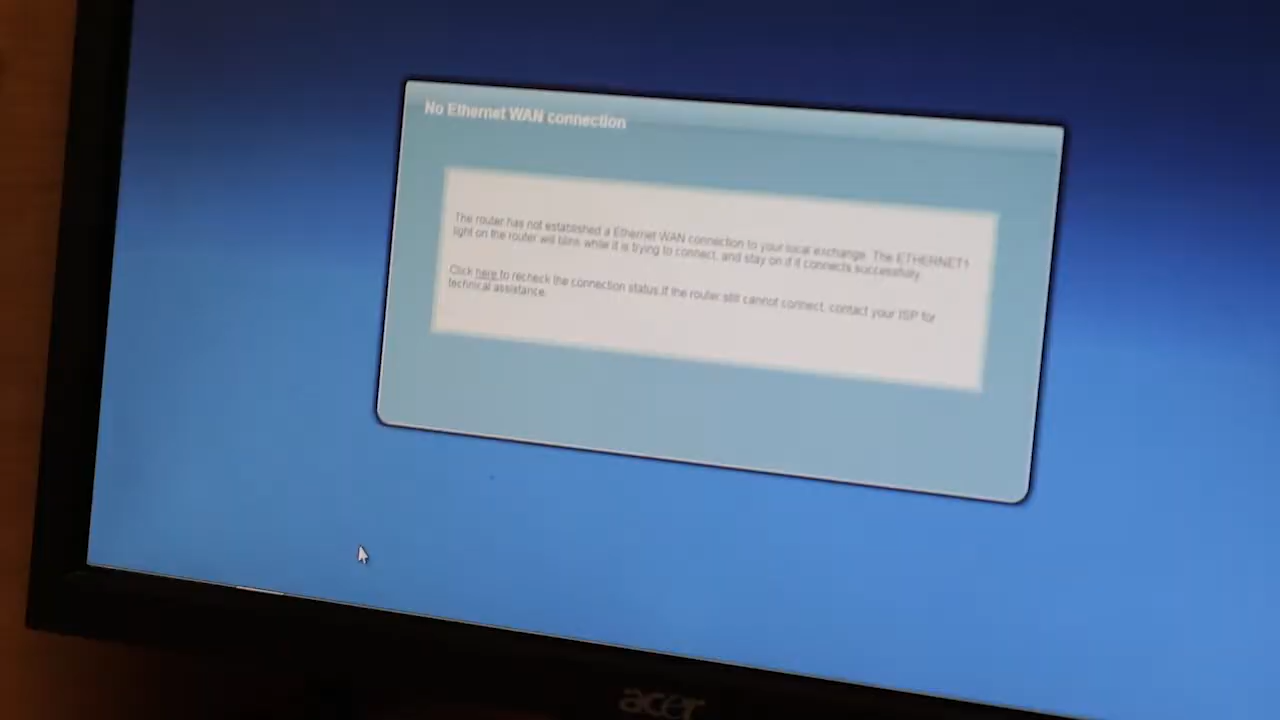 No Ethernet WAN connection
The router has not established a Ethernet WAN connection to your local exchange. The ETHERNET1
light on the router will blink while it is trying to connect, and stay on if it connects successfully.
Click here to recheck the connection status.If the router still cannot connect, contact your ISP for
technical assistance.
acer